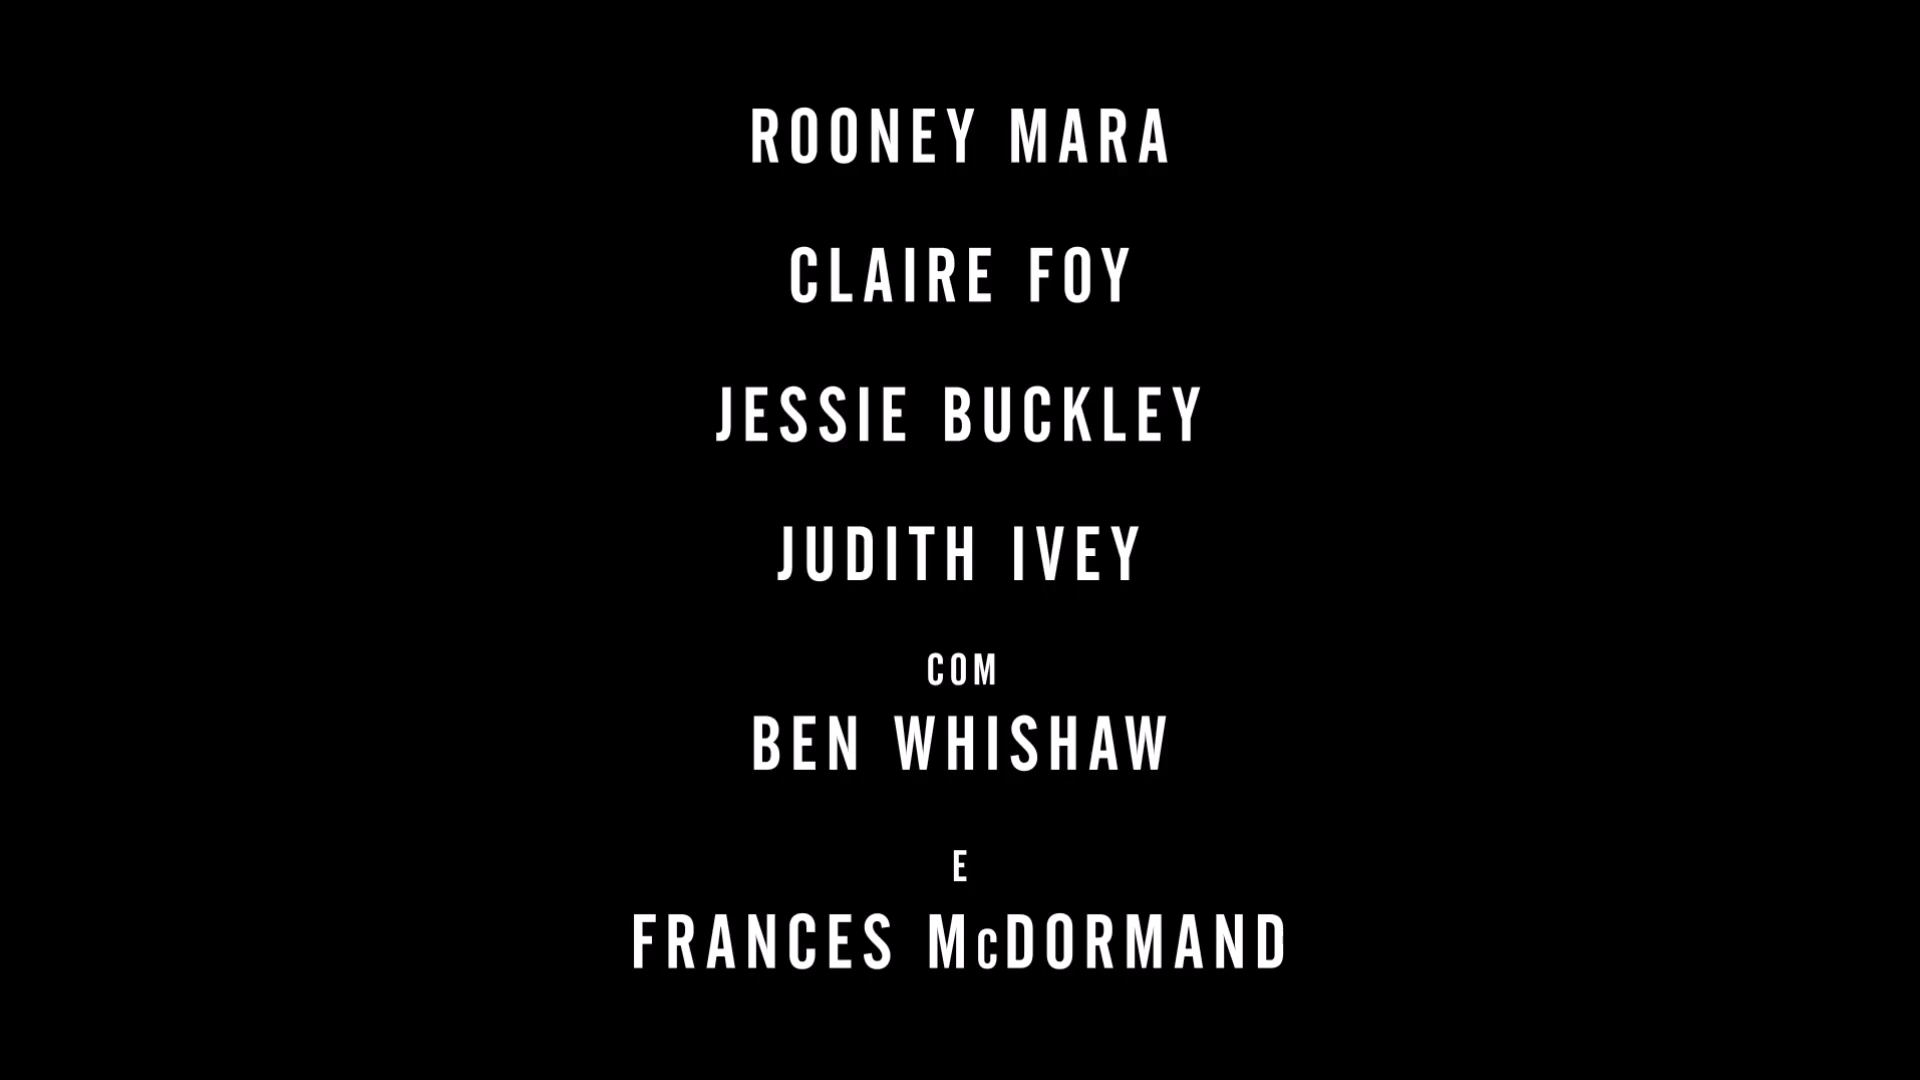 ROONEY MARA
CLAIRE FOY
JESSIE BUCKLEY
JUDITH IVEY
COM
BEN WHISHAW
E
FRANCES McDORMAND